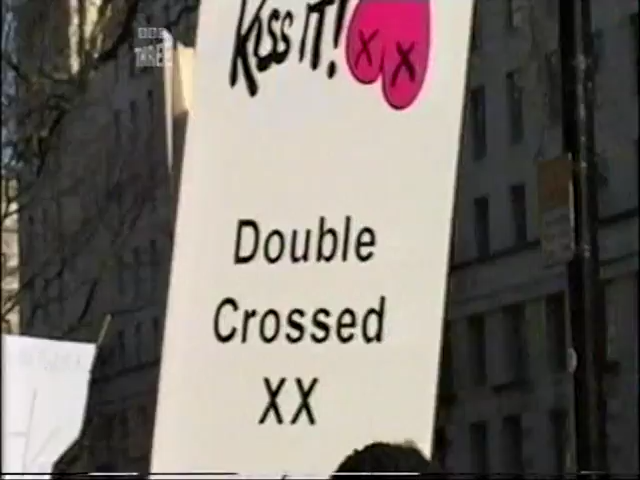 BBC
THREE
KISS IT!
X X
Double
Crossed
XX